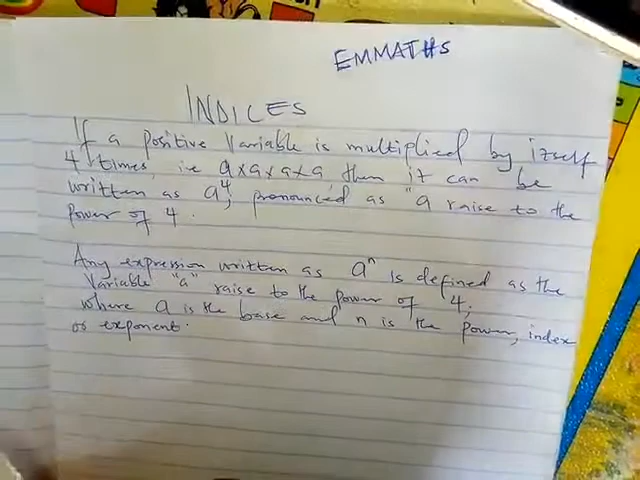 EMMATHS
INDICES
If a positive variable is multiplied by itself
4 times, ie a x a x a x a, then it can be
written as a⁴, pronounced as "a raise to the
power of 4.
Any expression written as aⁿ is defined as the
variable "a" raise to the power of 4;
where a is the base and n is the power, index
or exponent.